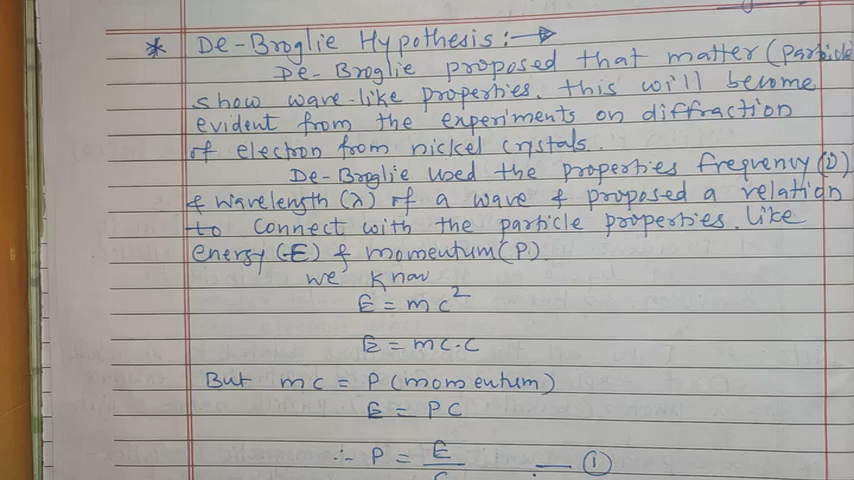 * De-Broglie Hypothesis:→
De-Broglie proposed that matter (particle
show wave-like properties. this will become
evident from the experiments on diffraction
of electron from nickel crystals.
De-Broglie used the properties frequency (υ)
& wavelength (λ) of a wave & proposed a relation
to connect with the particle properties. like
energy (E) & momentum (P).
we know
E = mc²
E = mc.c
But mc = P (momentum)
E = PC
∴ P = E/C — ①